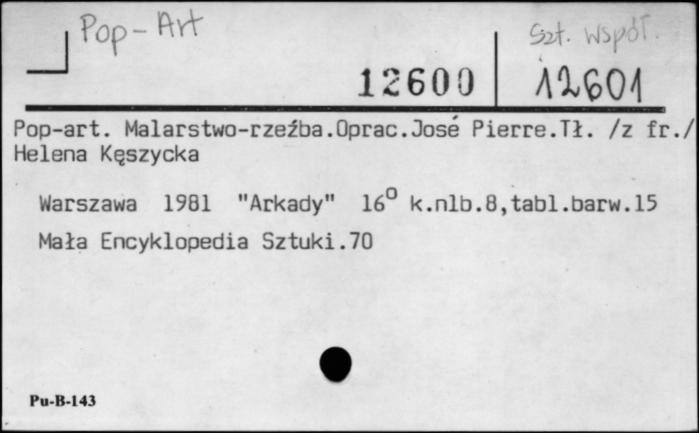 Pop-Art
Szt. współ.
12600
12601
Pop-art. Malarstwo-rzeźba.Oprac.José Pierre.Tł. /z fr./
Helena Kęszycka
Warszawa 1981 "Arkady" 16° k.nlb.8,tabl.barw.15
Mała Encyklopedia Sztuki.70
Pu-B-143